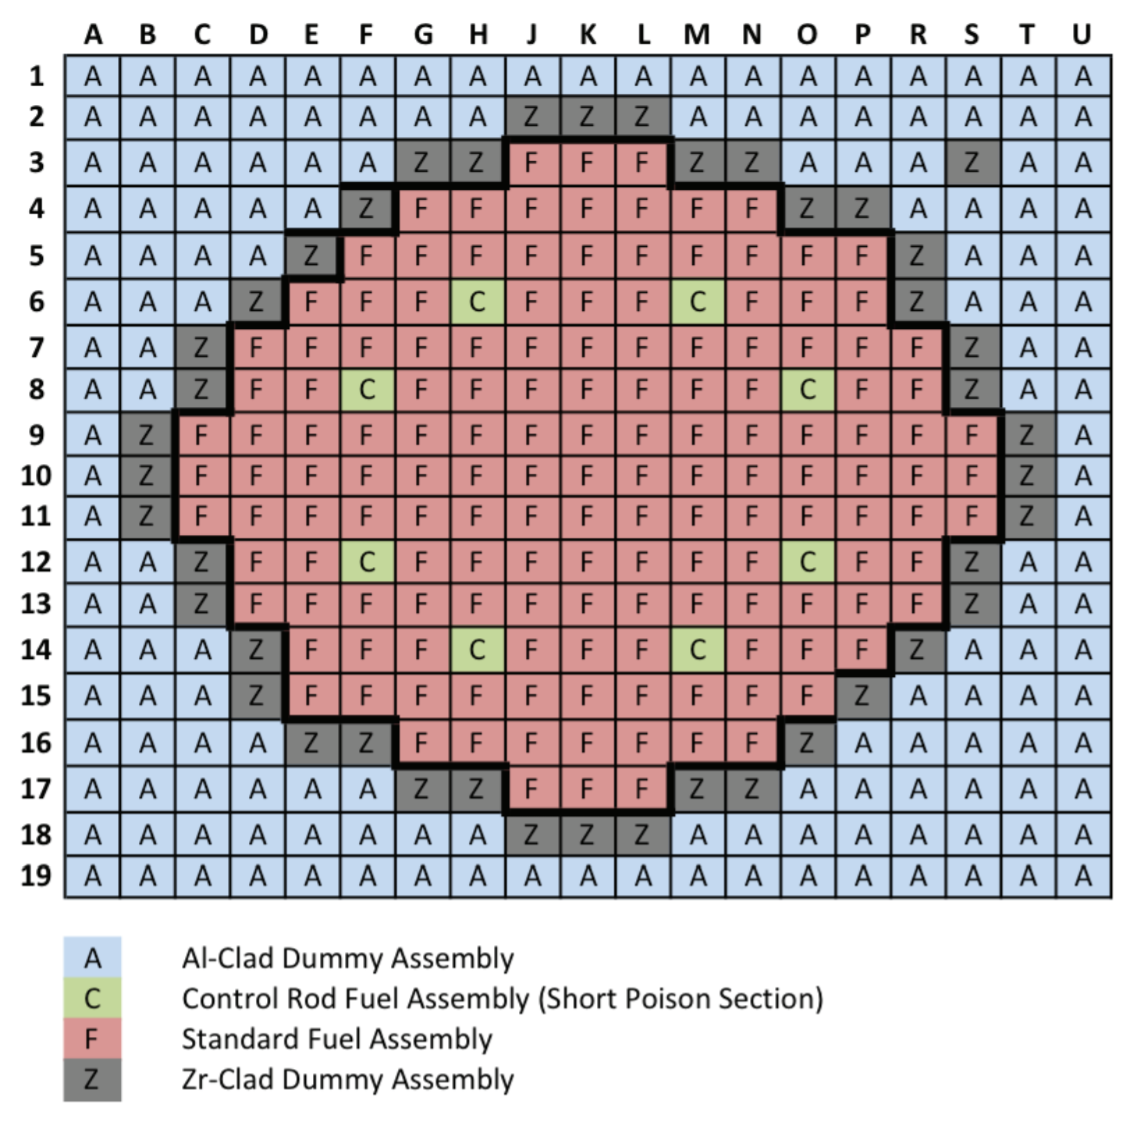 A B C D E F G H J K L M N O P R S T U
1 A A A A A A A A A A A A A A A A A A A
2 A A A A A A A A Z Z Z A A A A A A A A
3 A A A A A A Z Z F F F Z Z A A A Z A A
4 A A A A A Z F F F F F F F Z Z A A A A
5 A A A A Z F F F F F F F F F F Z A A A
6 A A A Z F F F C F F F C F F F Z A A A
7 A A Z F F F F F F F F F F F F F Z A A
8 A A Z F F C F F F F F F F C F F Z A A
9 A Z F F F F F F F F F F F F F F F Z A
10 A Z F F F F F F F F F F F F F F F Z A
11 A Z F F F F F F F F F F F F F F F Z A
12 A A Z F F C F F F F F F F C F F Z A A
13 A A Z F F F F F F F F F F F F F Z A A
14 A A A Z F F F C F F F C F F F Z A A A
15 A A A Z F F F F F F F F F F Z A A A A
16 A A A A Z Z F F F F F F F Z A A A A A
17 A A A A A A Z Z F F F Z Z A A A A A A
18 A A A A A A A A Z Z Z A A A A A A A A
19 A A A A A A A A A A A A A A A A A A A
A Al-Clad Dummy Assembly
C Control Rod Fuel Assembly (Short Poison Section)
F Standard Fuel Assembly
Z Zr-Clad Dummy Assembly